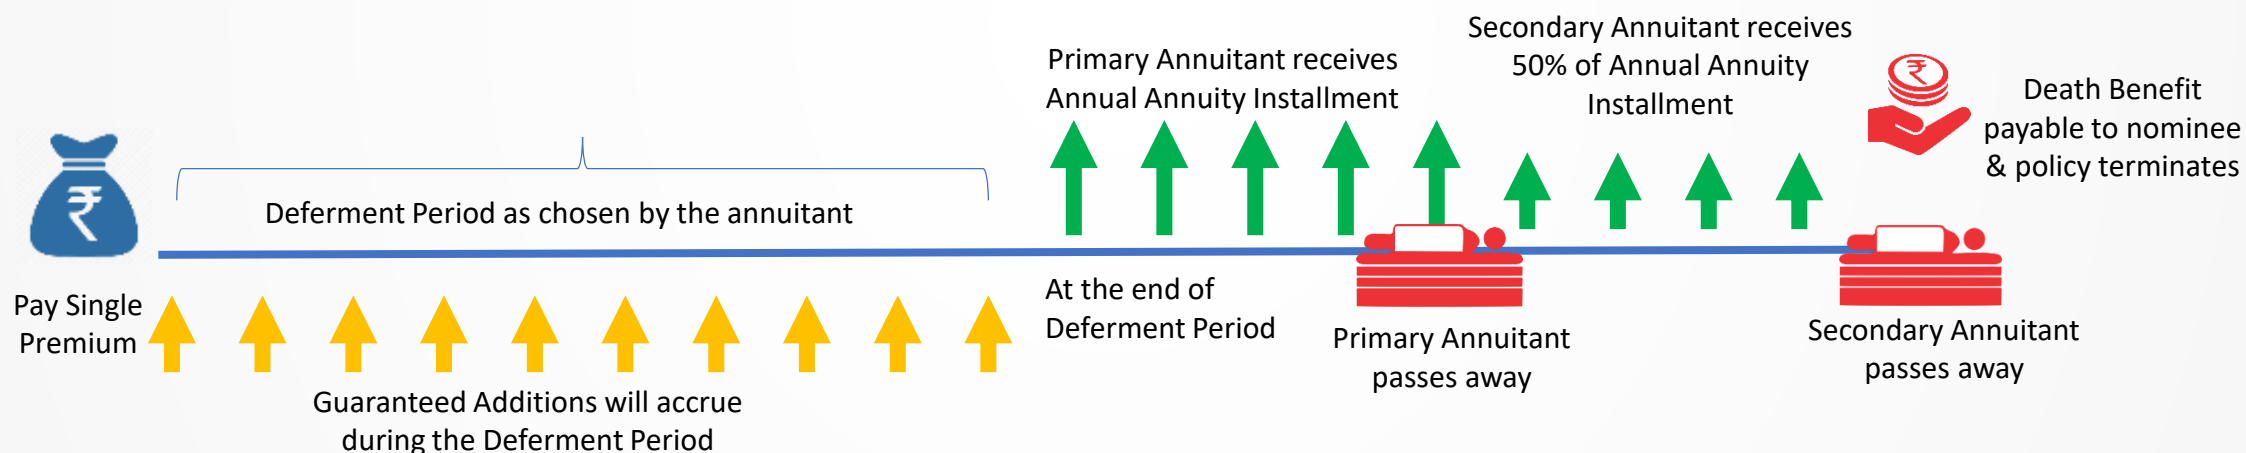 ₹
Pay Single
Premium
Deferment Period as chosen by the annuitant
Guaranteed Additions will accrue
during the Deferment Period
Primary Annuitant receives
Annual Annuity Installment
At the end of
Deferment Period
Primary Annuitant
passes away
Secondary Annuitant receives
50% of Annual Annuity
Installment
Secondary Annuitant
passes away
₹
Death Benefit
payable to nominee
& policy terminates